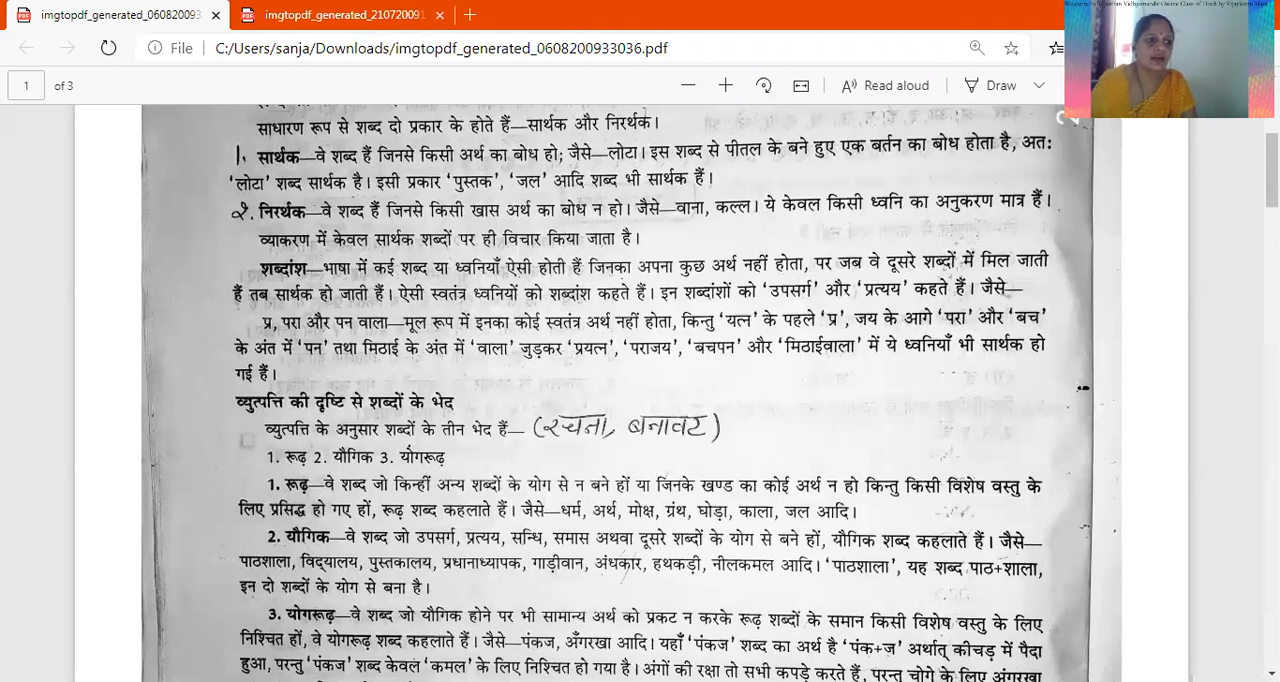 imgtopdf_generated_060820093
imgtopdf_generated_210720091
File
C:/Users/sanja/Downloads/imgtopdf_generated_0608200933036.pdf
1 of 3
Read aloud
Draw
साधारण रूप से शब्द दो प्रकार के होते हैं—सार्थक और निरर्थक।
1. सार्थक—वे शब्द हैं जिनसे किसी अर्थ का बोध हो; जैसे—लोटा। इस शब्द से पीतल के बने हुए एक बर्तन का बोध होता है, अतः
'लोटा' शब्द सार्थक है। इसी प्रकार 'पुस्तक', 'जल' आदि शब्द भी सार्थक हैं।
2. निरर्थक—वे शब्द हैं जिनसे किसी खास अर्थ का बोध न हो। जैसे—वाना, कल्ल। ये केवल किसी ध्वनि का अनुकरण मात्र हैं।
व्याकरण में केवल सार्थक शब्दों पर ही विचार किया जाता है।
शब्दांश—भाषा में कई शब्द या ध्वनियाँ ऐसी होती हैं जिनका अपना कुछ अर्थ नहीं होता, पर जब वे दूसरे शब्दों में मिल जाती
हैं तब सार्थक हो जाती हैं। ऐसी स्वतंत्र ध्वनियों को शब्दांश कहते हैं। इन शब्दांशों को 'उपसर्ग' और 'प्रत्यय' कहते हैं। जैसे—
प्र, परा और पन वाला—मूल रूप में इनका कोई स्वतंत्र अर्थ नहीं होता, किन्तु 'यत्न' के पहले 'प्र', जय के आगे 'परा' और 'बच'
के अंत में 'पन' तथा मिठाई के अंत में 'वाला' जुड़कर 'प्रयत्न', 'पराजय', 'बचपन' और 'मिठाईवाला' में ये ध्वनियाँ भी सार्थक हो
गई हैं।
व्युत्पत्ति की दृष्टि से शब्दों के भेद
व्युत्पत्ति के अनुसार शब्दों के तीन भेद हैं— (रचना, बनावट)
1. रूढ़ 2. यौगिक 3. योगरूढ़
1. रूढ़—वे शब्द जो किन्हीं अन्य शब्दों के योग से न बने हों या जिनके खण्ड का कोई अर्थ न हो किन्तु किसी विशेष वस्तु के
लिए प्रसिद्ध हो गए हों, रूढ़ शब्द कहलाते हैं। जैसे—धर्म, अर्थ, मोक्ष, ग्रंथ, घोड़ा, काला, जल आदि।
2. यौगिक—वे शब्द जो उपसर्ग, प्रत्यय, सन्धि, समास अथवा दूसरे शब्दों के योग से बने हों, यौगिक शब्द कहलाते हैं। जैसे—
पाठशाला, विद्‌यालय, पुस्तकालय, प्रधानाध्यापक, गाड़ीवान, अंधकार, हथकड़ी, नीलकमल आदि। 'पाठशाला', यह शब्द पाठ+शाला,
इन दो शब्दों के योग से बना है।
3. योगरूढ़—वे शब्द जो यौगिक होने पर भी सामान्य अर्थ को प्रकट न करके रूढ़ शब्दों के समान किसी विशेष वस्तु के लिए
निश्चित हों, वे योगरूढ़ शब्द कहलाते हैं। जैसे—पंकज, अँगरखा आदि। यहाँ 'पंकज' शब्द का अर्थ है 'पंक+ज' अर्थात् कीचड़ में पैदा
हुआ, परन्तु 'पंकज' शब्द केवल 'कमल' के लिए निश्चित हो गया है। अंगों की रक्षा तो सभी कपड़े करते हैं, परन्तु चोगे के लिए अंगरखा